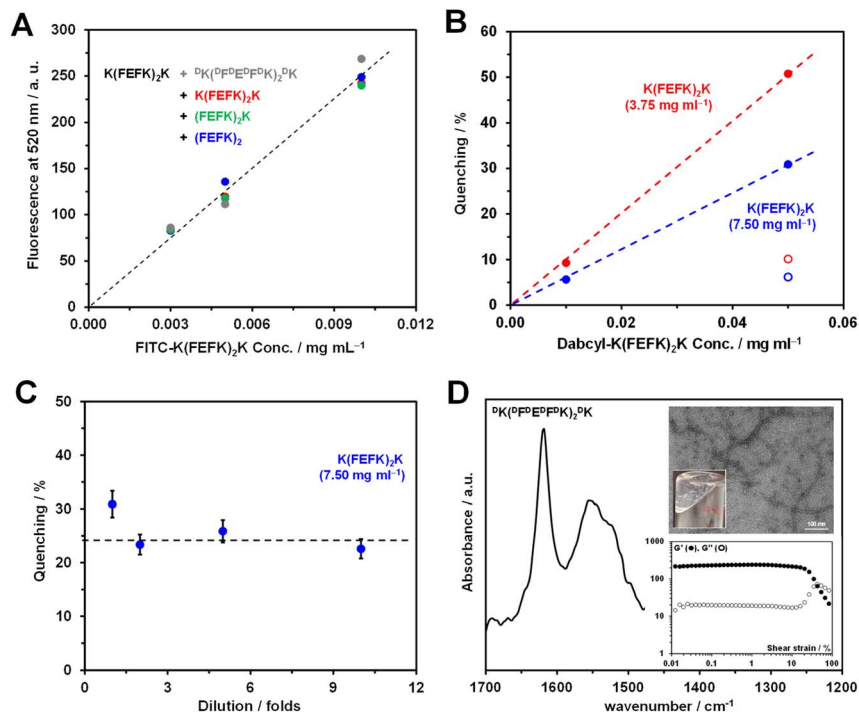 A
300
250
200
150
100
50
0
Fluorescence at 520 nm / a. u.
K(FEFK)₂K + ᴰK(ᴰFᴰEᴰFᴰK)₂ᴰK
+ K(FEFK)₂K
+ (FEFK)₂K
+ (FEFK)₂
0.000 0.003 0.006 0.009 0.012
FITC-K(FEFK)₂K Conc. / mg mL⁻¹
B
60
50
40
30
20
10
0
Quenching / %
K(FEFK)₂K
(3.75 mg ml⁻¹)
K(FEFK)₂K
(7.50 mg ml⁻¹)
0.00 0.02 0.04 0.06
Dabcyl-K(FEFK)₂K Conc. / mg ml⁻¹
C
50
40
30
20
10
0
Quenching / %
K(FEFK)₂K
(7.50 mg ml⁻¹)
0 3 6 9 12
Dilution / folds
D
ᴰK(ᴰFᴰEᴰFᴰK)₂ᴰK
Absorbance / a.u.
100 nm
G' (●), G'' (O)
1000
100
10
1
Shear strain / %
0.01 0.1 1 10 100
1700 1600 1500 1400 1300 1200
wavenumber / cm⁻¹